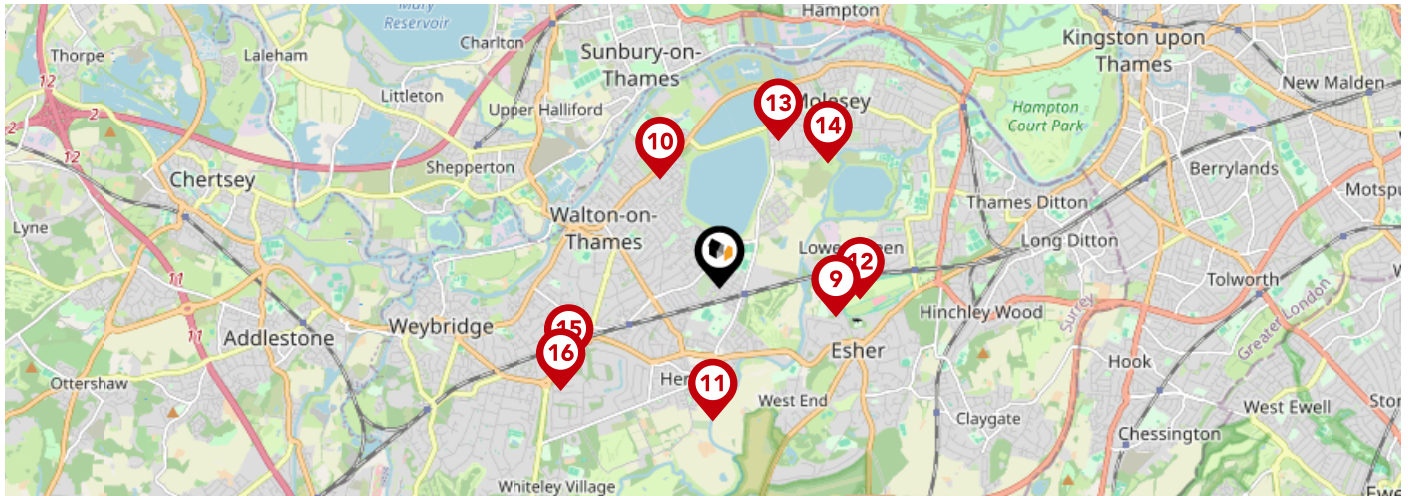 Mary
Reservoir
Hampton
Thorpe
Laleham
Charlton
Sunbury-on-
Thames
Kingston upon
Thames
12
New Malden
Littleton
Upper Halliford
13
Molesey
Hampton
Court Park
2
2
14
10
12
Shepperton
Berrylands
Chertsey
Motspu
Walton-on-
Thames
Thames Ditton
Lyne
Long Ditton
Lower Green
12
9
11
Tolworth
Surrey
Greater London
Hinchley Wood
Weybridge
15
11
Addlestone
16
Esher
Hook
Ottershaw
Her
11
West End
West Ewell
Claygate
Chessington
Whiteley Village